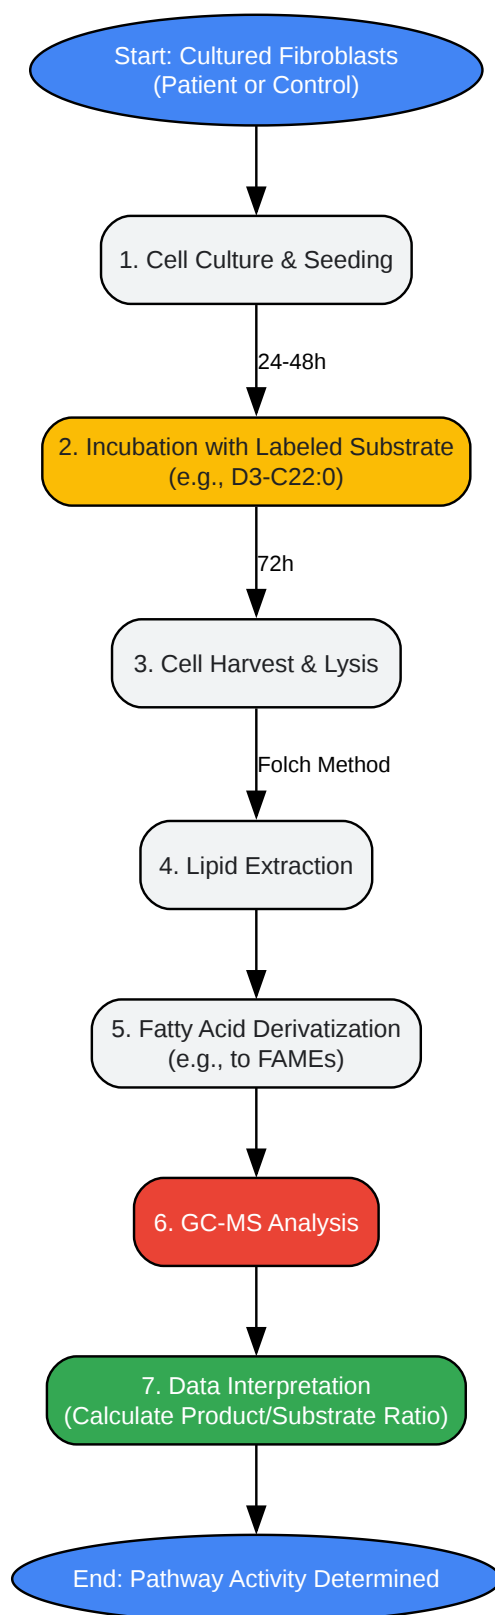 Start: Cultured Fibroblasts
(Patient or Control)
1. Cell Culture & Seeding
24-48h
2. Incubation with Labeled Substrate
(e.g., D3-C22:0)
72h
3. Cell Harvest & Lysis
Folch Method
4. Lipid Extraction
5. Fatty Acid Derivatization
(e.g., to FAMEs)
6. GC-MS Analysis
7. Data Interpretation
(Calculate Product/Substrate Ratio)
End: Pathway Activity Determined